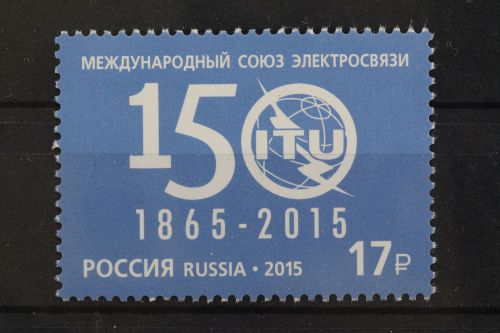 МЕЖДУНАРОДНЫЙ СОЮЗ ЭЛЕКТРОСВЯЗИ
150
ITU
1865-2015
РОССИЯ RUSSIA • 2015 17₽